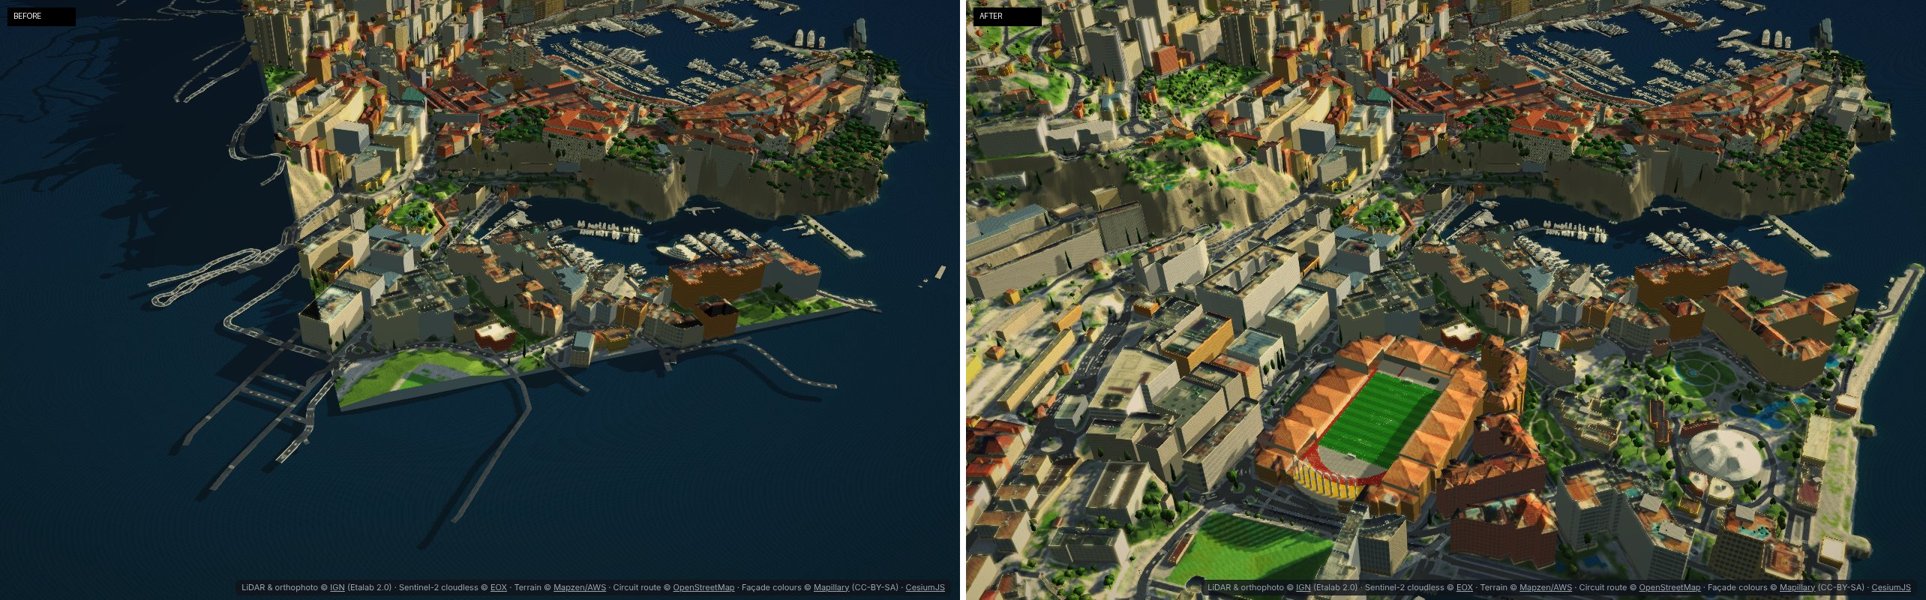 BEFORE
AFTER
LiDAR & orthophoto © IGN (Etalab 2.0) · Sentinel-2 cloudless © EOX · Terrain © Mapzen/AWS · Circuit route © OpenStreetMap · Façade colours © Mapillary (CC-BY-SA) · CesiumJS
LiDAR & orthophoto © IGN (Etalab 2.0) · Sentinel-2 cloudless © EOX · Terrain © Mapzen/AWS · Circuit route © OpenStreetMap · Façade colours © Mapillary (CC-BY-SA) · CesiumJS